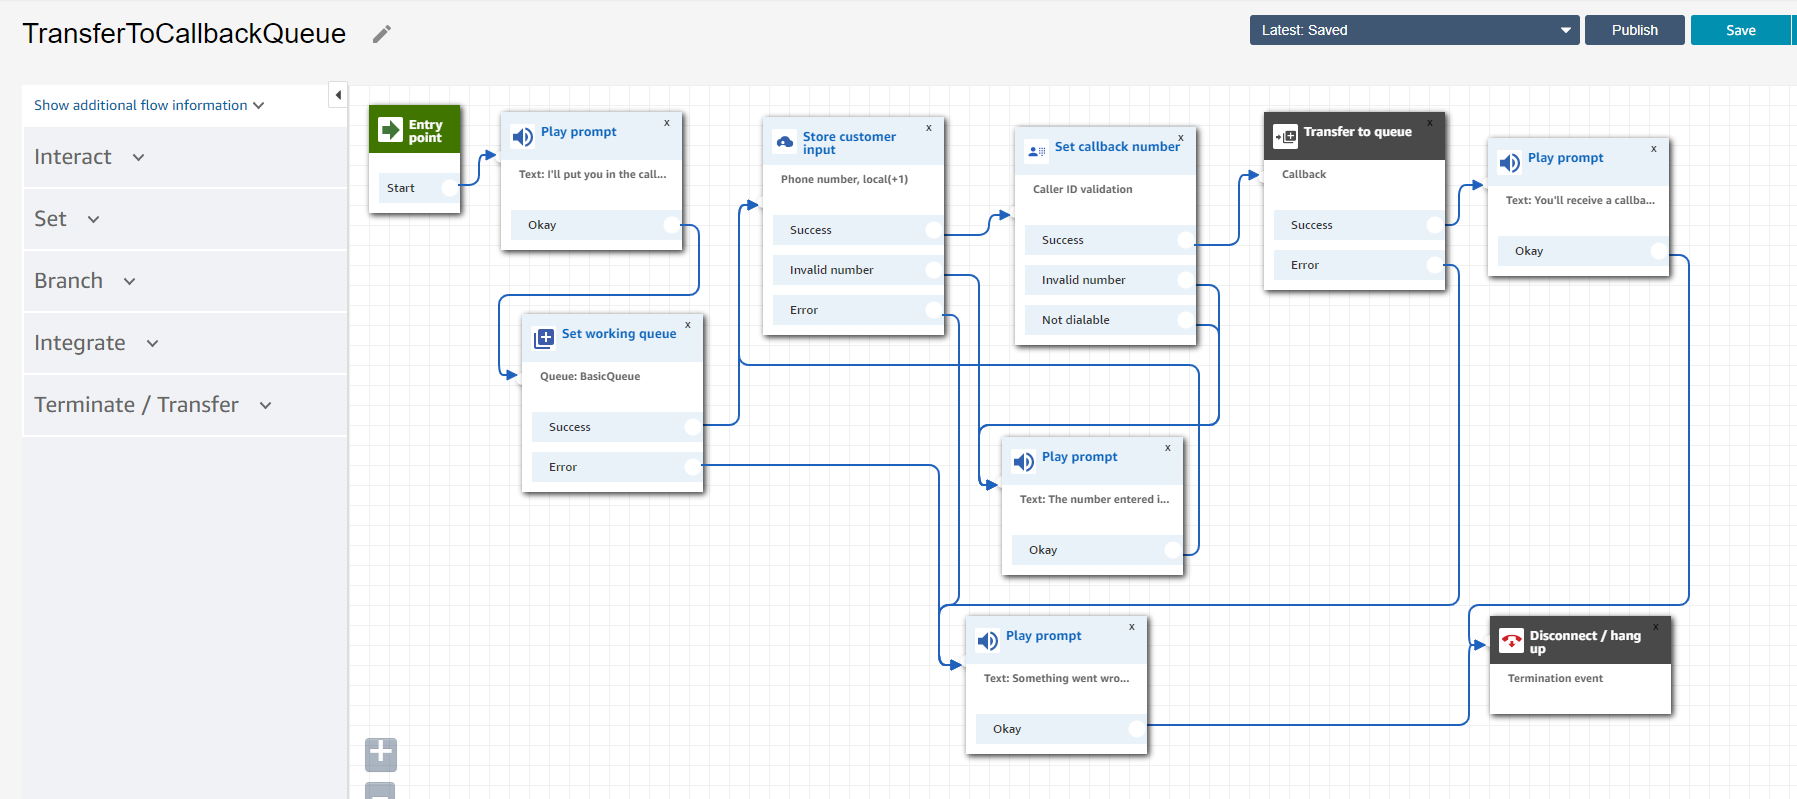 TransferToCallbackQueue
Latest: Saved
Publish
Save
Show additional flow information
Interact
Set
Branch
Integrate
Terminate / Transfer
Entry
point
Start
Play prompt
x
Text: I'll put you in the call...
Okay
Set working queue
x
Queue: BasicQueue
Success
Error
Store customer
input
x
Phone number, local(+1)
Success
Invalid number
Error
Set callback number
x
Caller ID validation
Success
Invalid number
Not dialable
Transfer to queue
x
Callback
Success
Error
Play prompt
x
Text: You'll receive a callba...
Okay
Play prompt
x
Text: The number entered i...
Okay
Play prompt
x
Text: Something went wro...
Okay
Disconnect / hang
up
x
Termination event